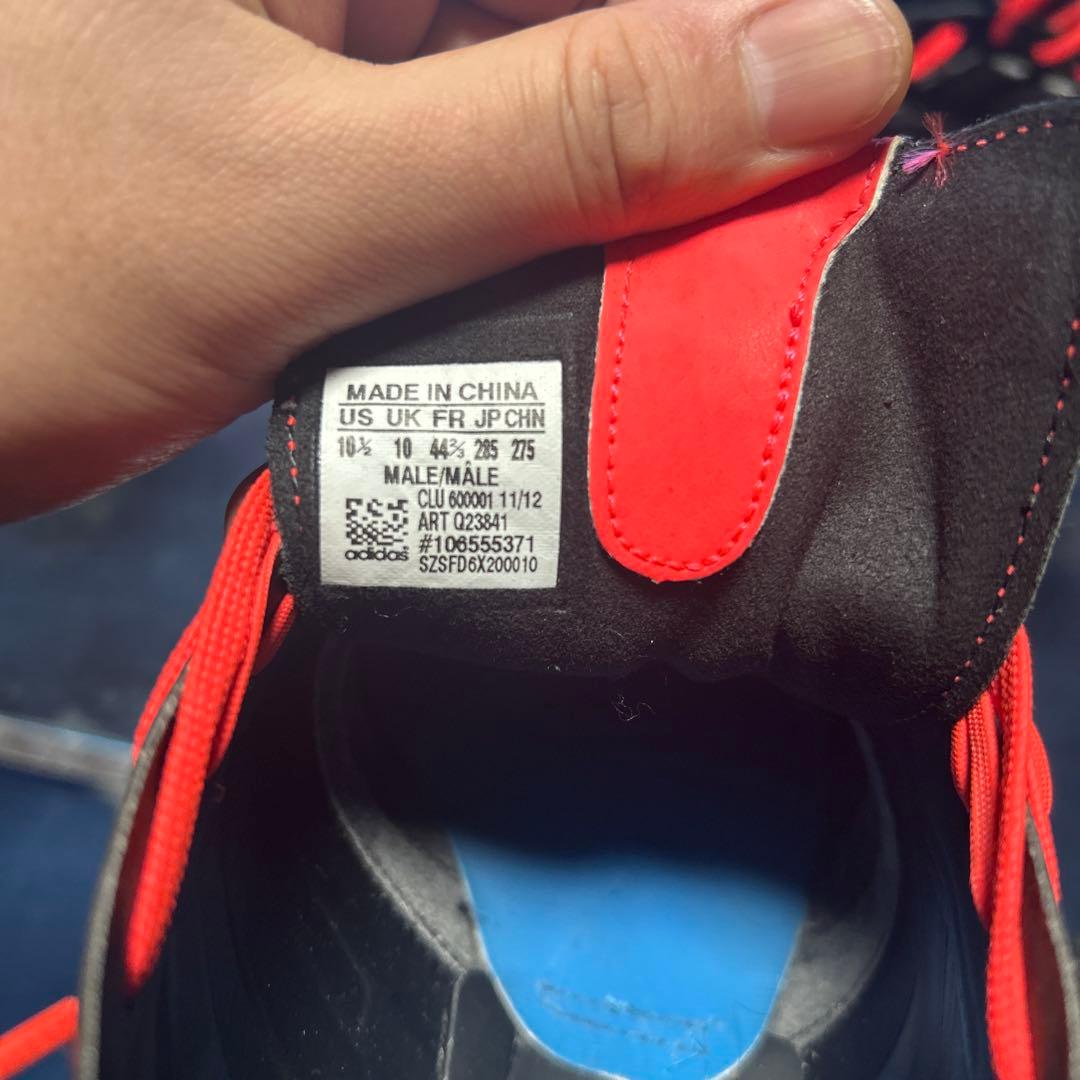 MADE IN CHINA
US UK FR JP CHN
10½ 10 44⅔ 285 275
MALE/MÂLE
CLU 600001 11/12
ART Q23841
#106555371
adidas
SZSFD6X200010